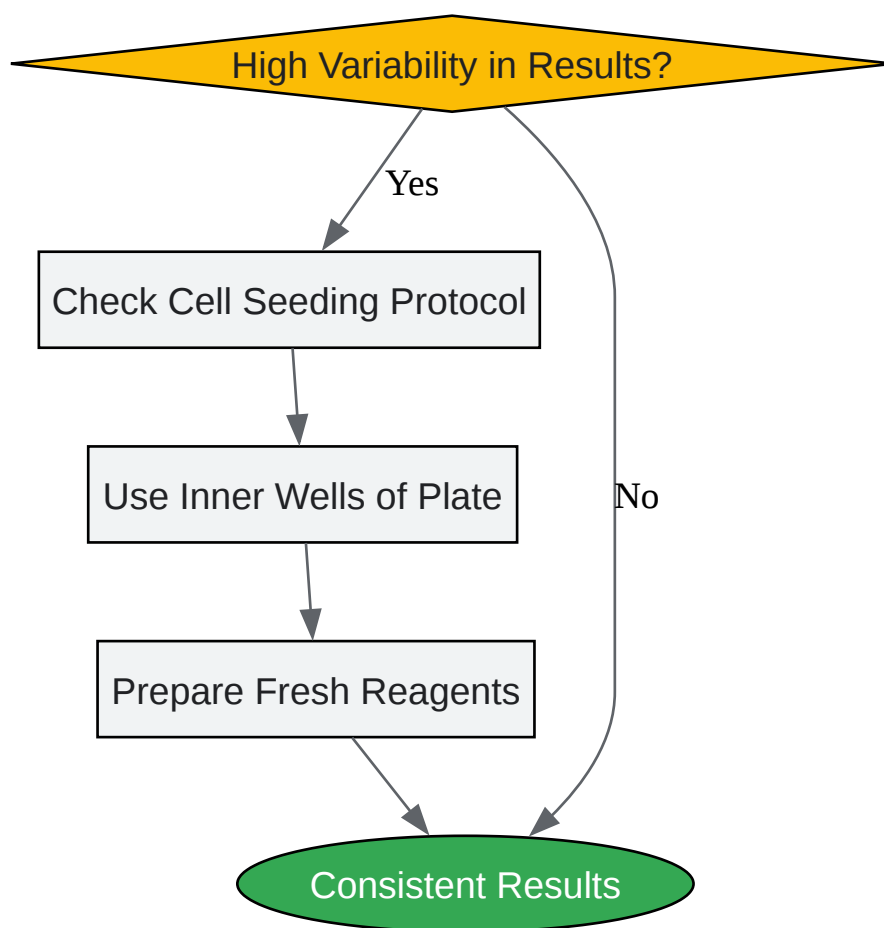 High Variability in Results?
Yes
Check Cell Seeding Protocol
Use Inner Wells of Plate
No
Prepare Fresh Reagents
Consistent Results